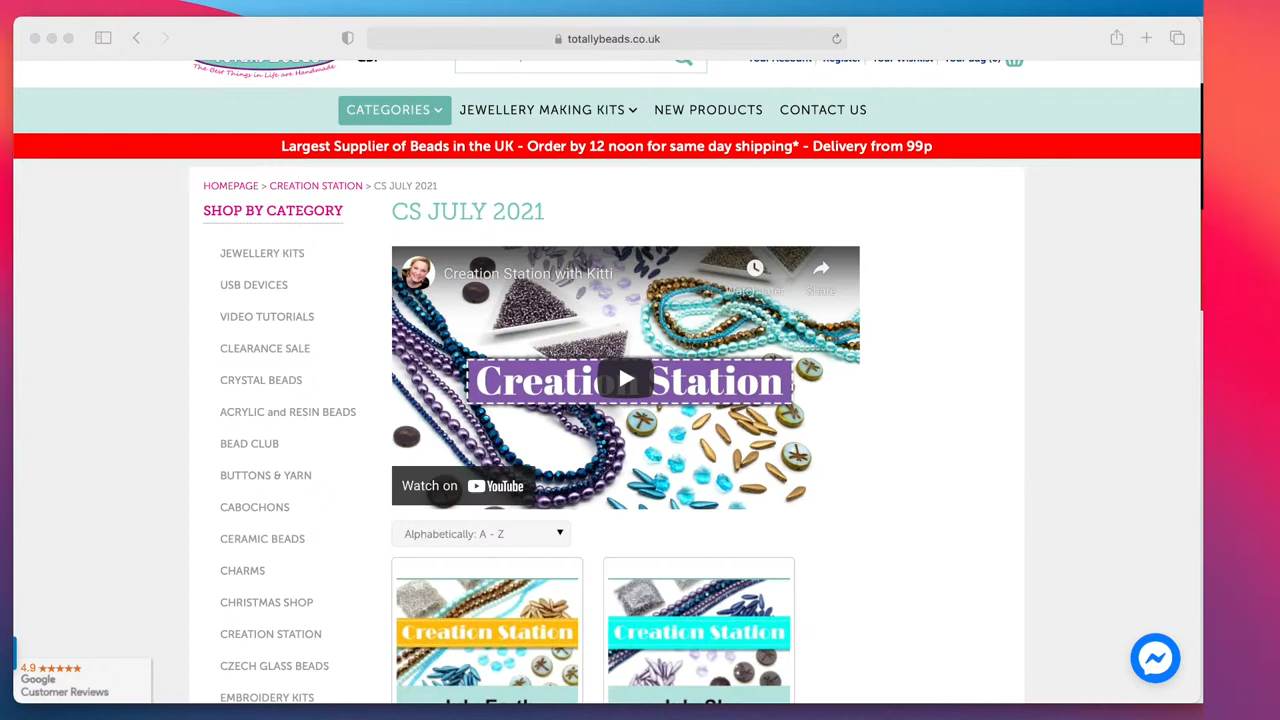 totallybeads.co.uk
The Best Things in Life are Handmade
GBP
Your Account Register Your Wishlist Your Bag (0)
CATEGORIES JEWELLERY MAKING KITS NEW PRODUCTS CONTACT US
Largest Supplier of Beads in the UK - Order by 12 noon for same day shipping* - Delivery from 99p
HOMEPAGE > CREATION STATION > CS JULY 2021
SHOP BY CATEGORY
JEWELLERY KITS
USB DEVICES
VIDEO TUTORIALS
CLEARANCE SALE
CRYSTAL BEADS
ACRYLIC and RESIN BEADS
BEAD CLUB
BUTTONS & YARN
CABOCHONS
CERAMIC BEADS
CHARMS
CHRISTMAS SHOP
CREATION STATION
CZECH GLASS BEADS
EMBROIDERY KITS
CS JULY 2021
Creation Station with Kitti
Watch later Share
Creation Station
Watch on YouTube
Alphabetically: A - Z
Creation Station
Creation Station
4.9 ★★★★★
Google
Customer Reviews